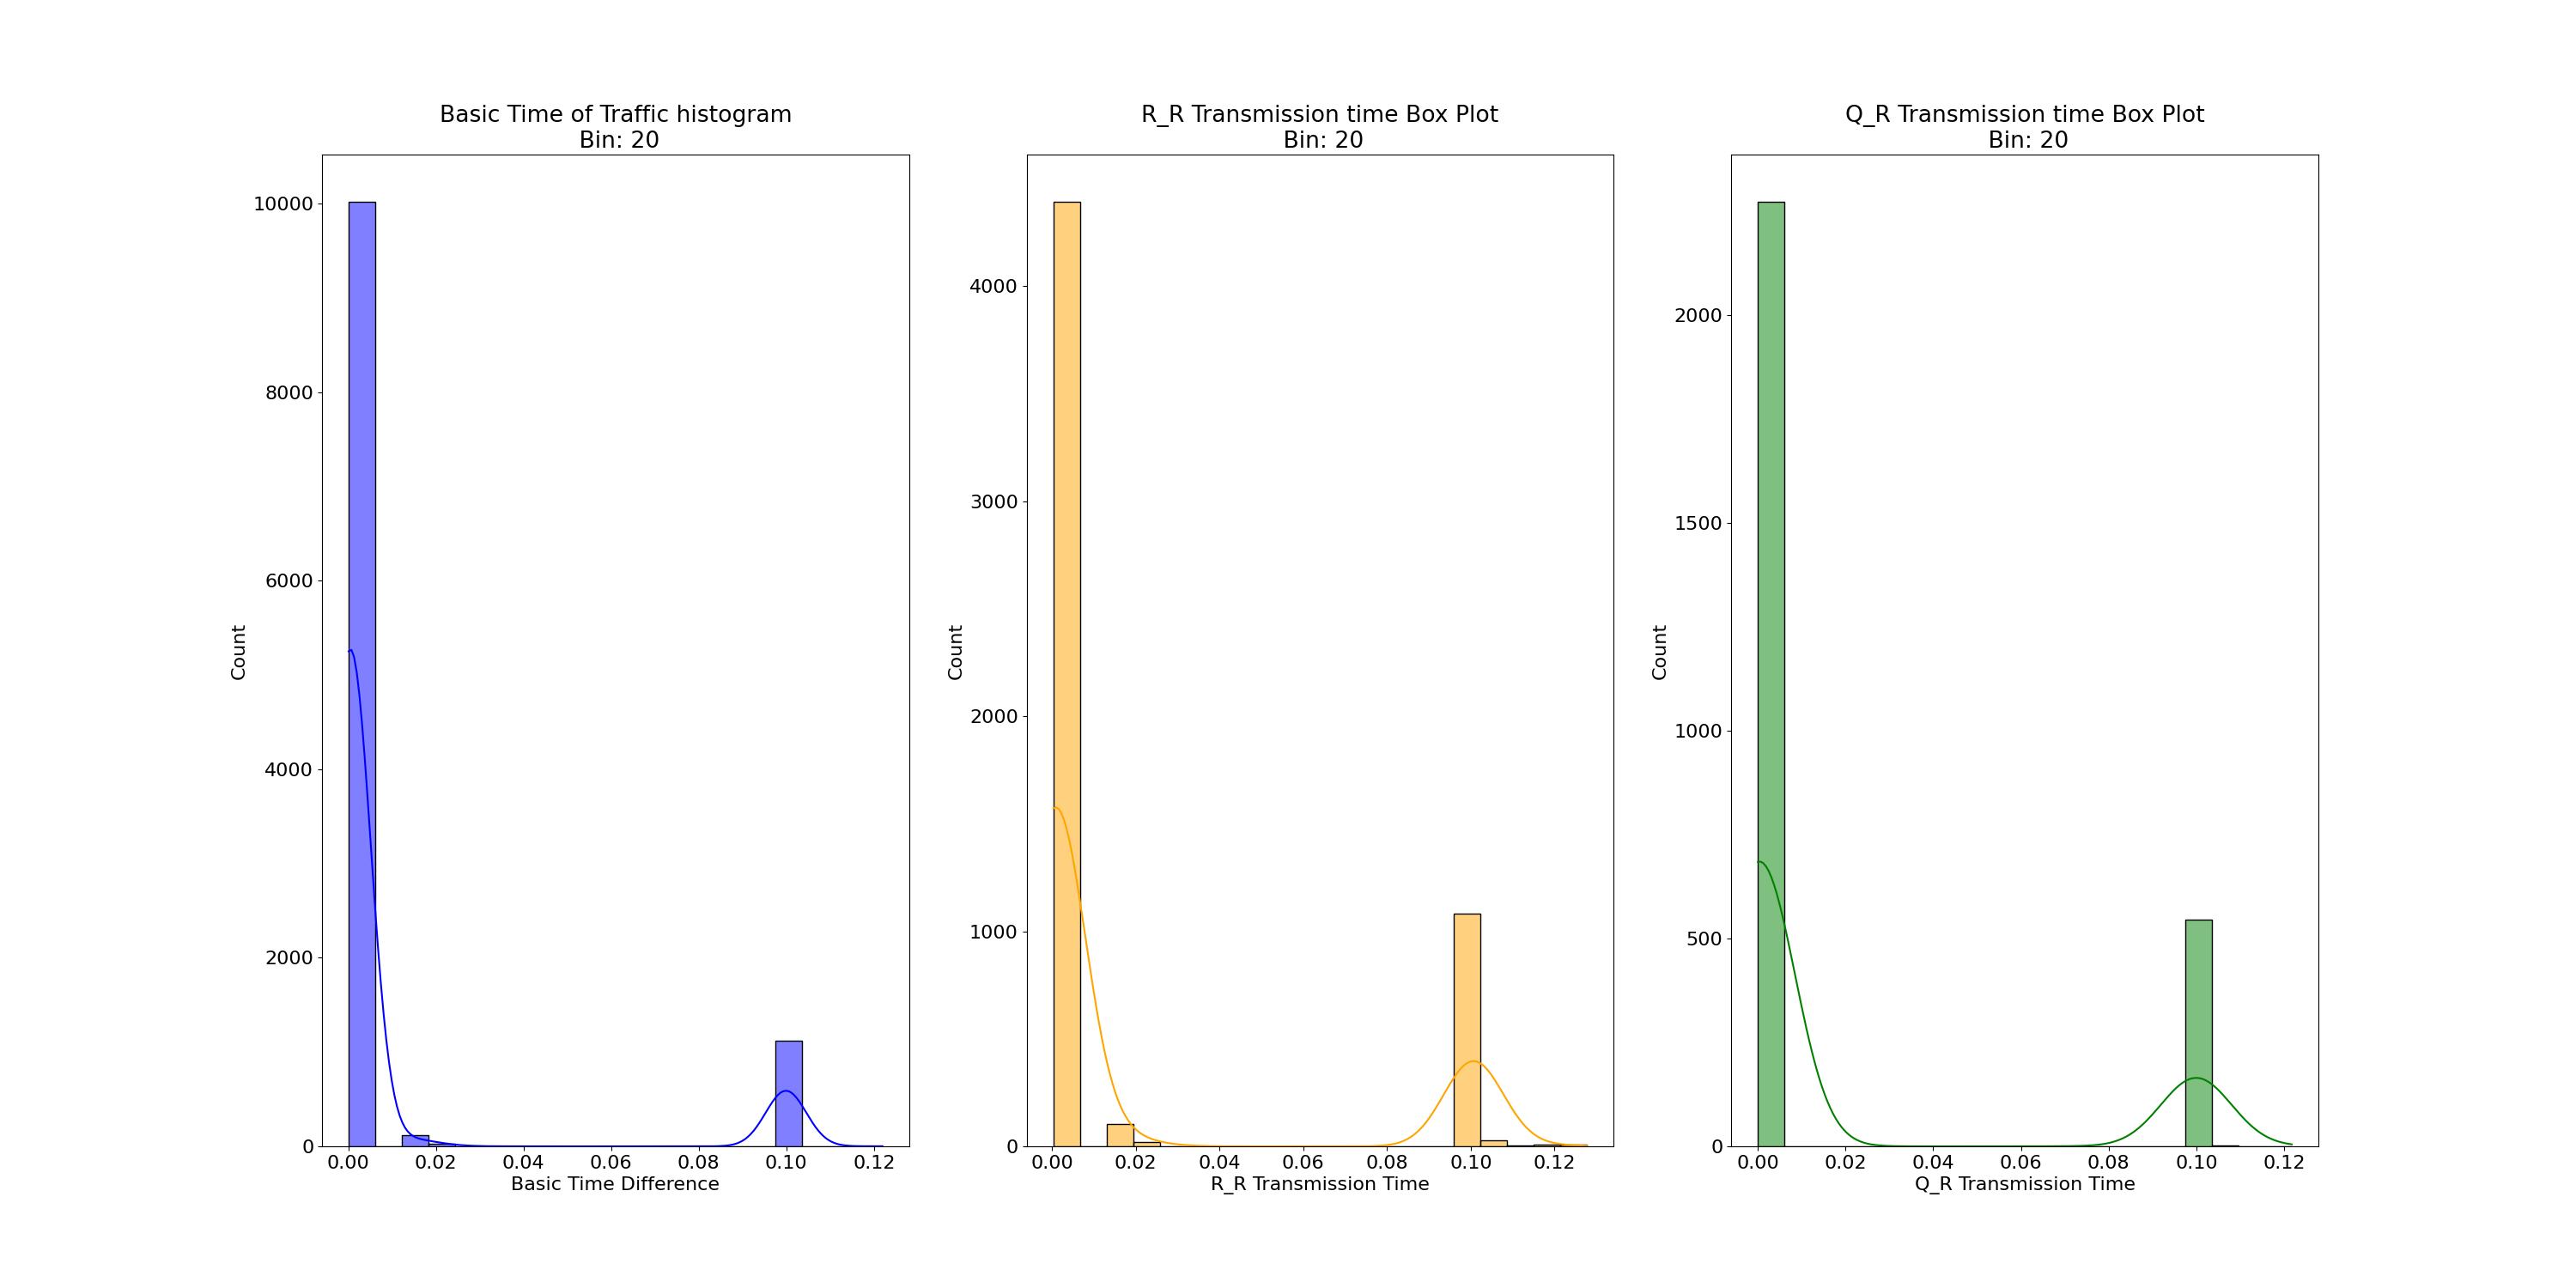 Basic Time of Traffic histogram
Bin: 20
10000
8000
6000
4000
2000
0
Count
0.00 0.02 0.04 0.06 0.08 0.10 0.12
Basic Time Difference
R_R Transmission time Box Plot
Bin: 20
4000
3000
2000
1000
0
Count
0.00 0.02 0.04 0.06 0.08 0.10 0.12
R_R Transmission Time
Q_R Transmission time Box Plot
Bin: 20
2000
1500
1000
500
0
Count
0.00 0.02 0.04 0.06 0.08 0.10 0.12
Q_R Transmission Time